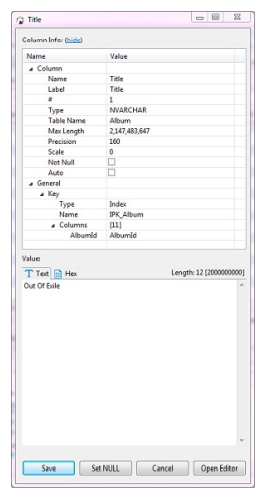 Title
Column Info: (hide)
Name Value
Column
Name Title
Label Title
# 1
Type NVARCHAR
Table Name Album
Max Length 2,147,483,647
Precision 160
Scale 0
Not Null
Auto
General
Key
Type Index
Name IPK_Album
Columns [11]
AlbumId AlbumId
Value:
Text Hex Length: 12 [2000000000]
Out Of Exile
Save Set NULL Cancel Open Editor